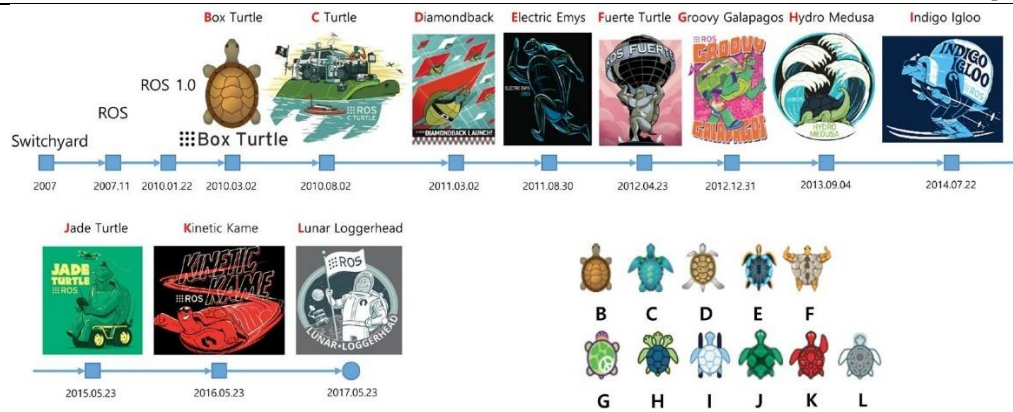 Box Turtle
C Turtle
Diamondback
Electric Emys
Fuerte Turtle
Groovy Galapagos
Hydro Medusa
Indigo Igloo
Switchyard
ROS
ROS 1.0
Box Turtle
ROS
C TURTLE
DIAMONDBACK LAUNCH!
ELECTRIC EMYS
ROS FUERTE
GROOVY
GALAPAGOS
HYDRO
MEDUSA
INDIGO
IGLOO
ROS
2007
2007.11
2010.01.22
2010.03.02
2010.08.02
2011.03.02
2011.08.30
2012.04.23
2012.12.31
2013.09.04
2014.07.22
Jade Turtle
Kinetic Kame
Lunar Loggerhead
JADE
TURTLE
ROS
KINETIC
KAME
ROS
ROS
LUNAR•LOGGERHEAD
2015.05.23
2016.05.23
2017.05.23
B C D E F
G H I J K L